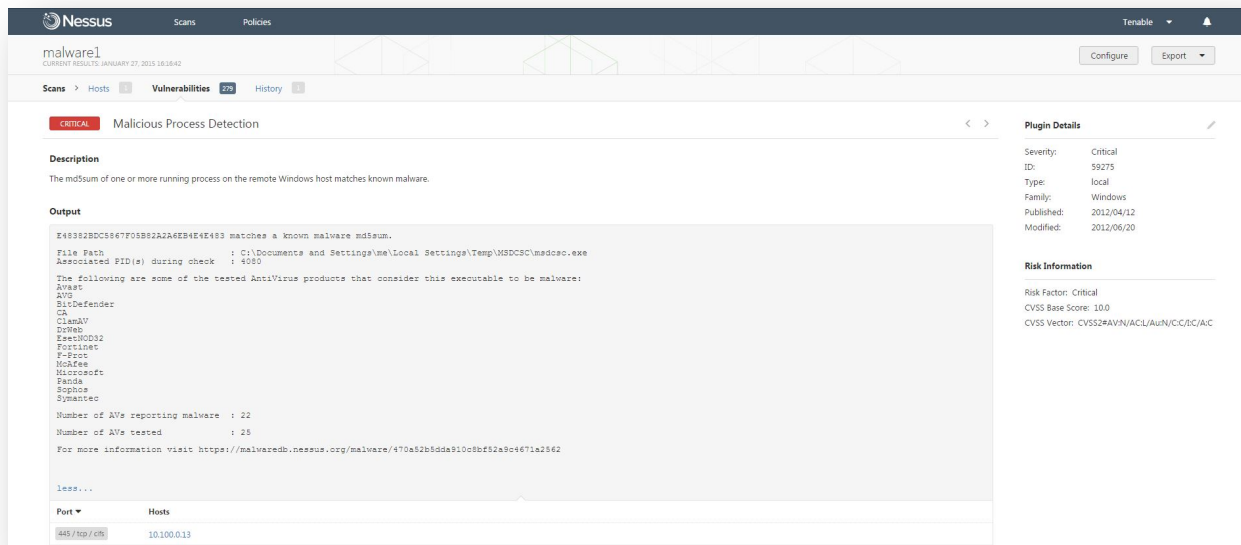 Nessus Scans Policies Tenable
malware1
CURRENT RESULTS: JANUARY 27, 2015 16:16:42
Configure Export
Scans > Hosts 1 Vulnerabilities 279 History 1
CRITICAL Malicious Process Detection < >
Description
The md5sum of one or more running process on the remote Windows host matches known malware.
Output
E48382BDC5867F05B82A2A6EB4E4E483 matches a known malware md5sum.
File Path : C:\Documents and Settings\me\Local Settings\Temp\MSDCSC\msdcsc.exe
Associated PID(s) during check : 4080
The following are some of the tested AntiVirus products that consider this executable to be malware:
Avast
AVG
BitDefender
CA
ClamAV
DrWeb
EsetNOD32
Fortinet
F-Prot
McAfee
Microsoft
Panda
Sophos
Symantec
Number of AVs reporting malware : 22
Number of AVs tested : 25
For more information visit https://malwaredb.nessus.org/malware/470a52b5dda910c8bf52a9c4671a2562
less...
Port Hosts
445 / tcp / cifs 10.100.0.13
Plugin Details
Severity: Critical
ID: 59275
Type: local
Family: Windows
Published: 2012/04/12
Modified: 2012/06/20
Risk Information
Risk Factor: Critical
CVSS Base Score: 10.0
CVSS Vector: CVSS2#AV:N/AC:L/Au:N/C:C/I:C/A:C